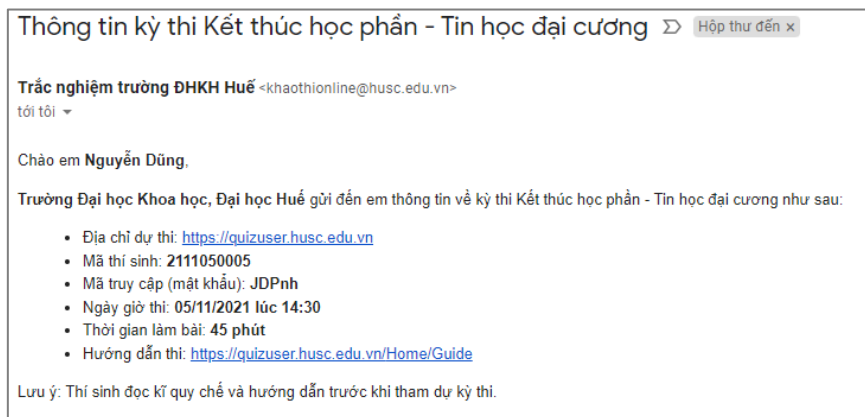 Thông tin kỳ thi Kết thúc học phần - Tin học đại cương Hộp thư đến x
Trắc nghiệm trường ĐHKH Huế <khaothionline@husc.edu.vn>
tới tôi
Chào em Nguyễn Dũng,
Trường Đại học Khoa học, Đại học Huế gửi đến em thông tin về kỳ thi Kết thúc học phần - Tin học đại cương như sau:
• Địa chỉ dự thi: https://quizuser.husc.edu.vn
• Mã thí sinh: 2111050005
• Mã truy cập (mật khẩu): JDPnh
• Ngày giờ thi: 05/11/2021 lúc 14:30
• Thời gian làm bài: 45 phút
• Hướng dẫn thi: https://quizuser.husc.edu.vn/Home/Guide
Lưu ý: Thí sinh đọc kĩ quy chế và hướng dẫn trước khi tham dự kỳ thi.